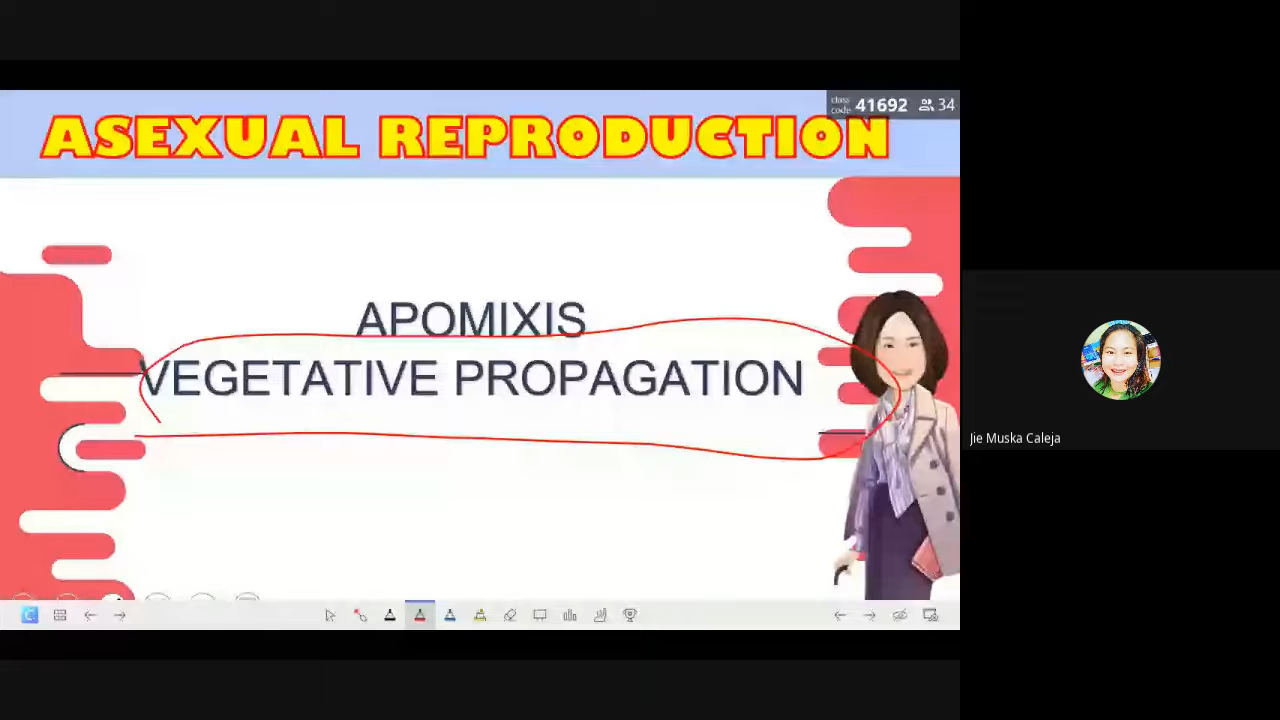 class code 41692 34
ASEXUAL REPRODUCTION
APOMIXIS
VEGETATIVE PROPAGATION
Jie Muska Caleja